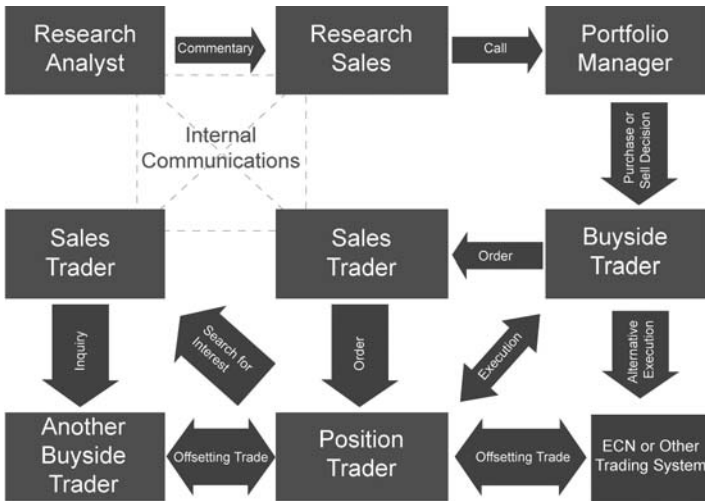 Research
Analyst
Commentary
Research
Sales
Call
Portfolio
Manager
Internal
Communications
Purchase or
Sell Decision
Sales
Trader
Sales
Trader
Order
Buyside
Trader
Inquiry
Search for
Interest
Order
Execution
Alternative
Execution
Another
Buyside
Trader
Offsetting Trade
Position
Trader
Offsetting Trade
ECN or Other
Trading System